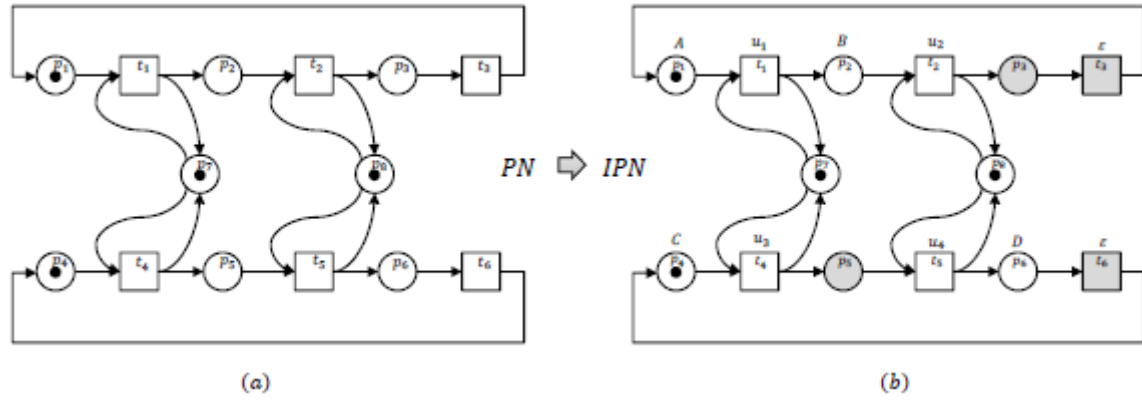 A u₁ B u₂ ε
p₁ t₁ p₂ t₂ p₃ t₃ p₁ t₁ p₂ t₂ p₃ t₃
p₇ p₈ PN ⇨ IPN p₇ p₈
C u₃ u₄ D ε
p₄ t₄ p₅ t₅ p₆ t₆ p₄ t₄ p₅ t₅ p₆ t₆
(a) (b)